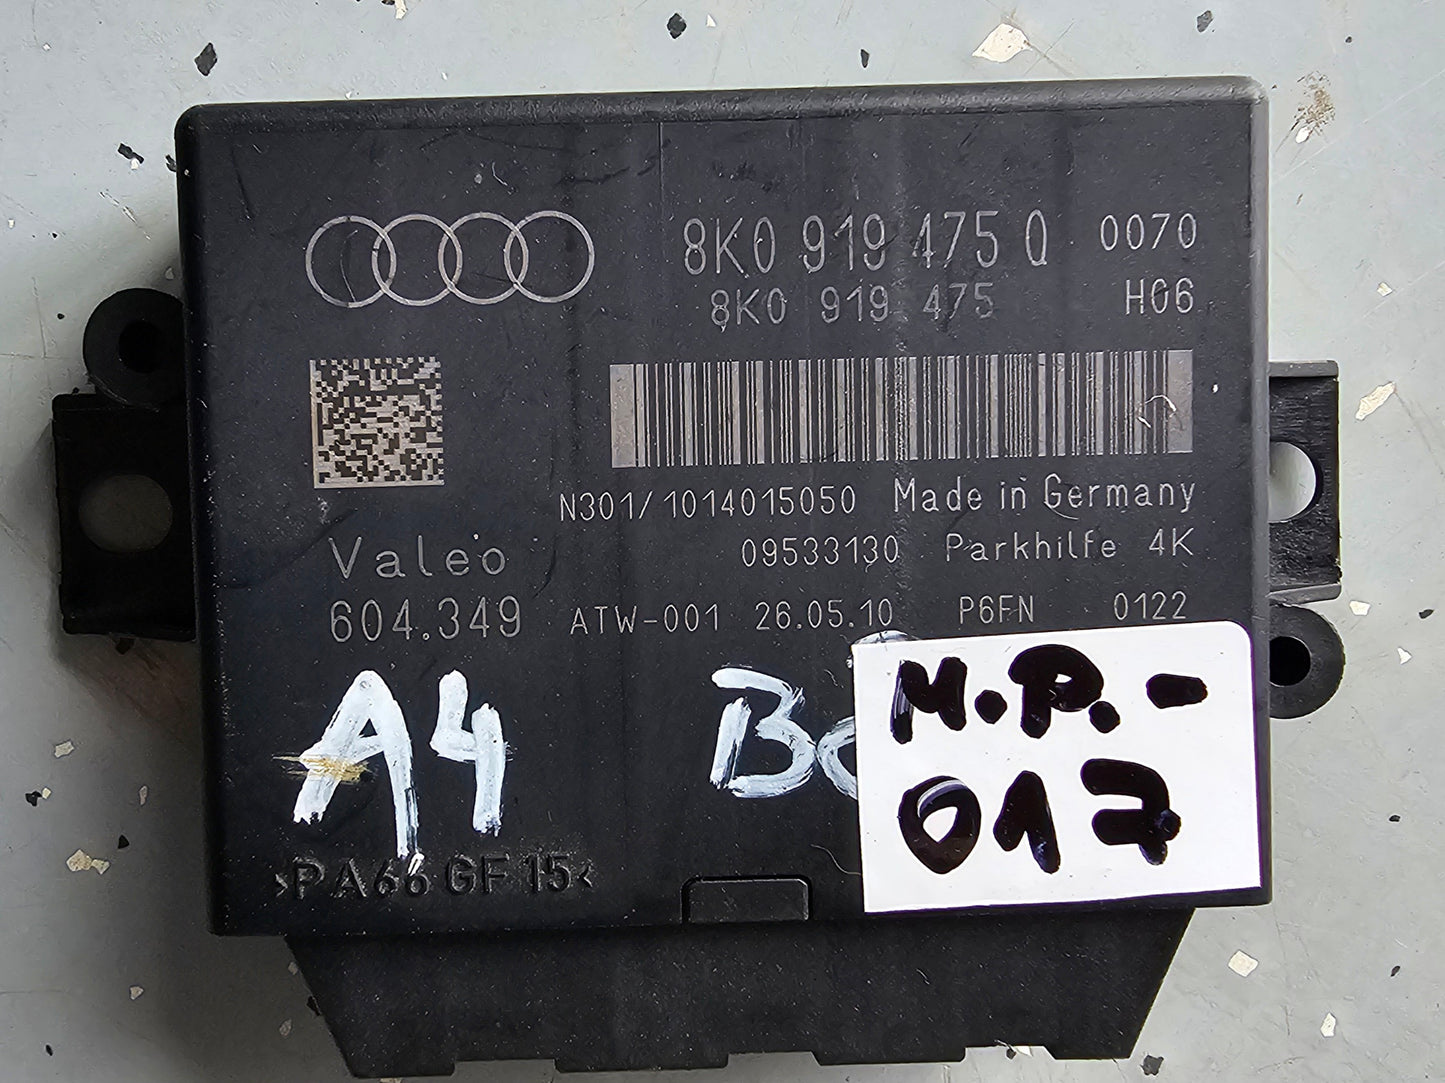 8K0 919 475 Q 0070
8K0 919 475 H06
N301/1014015050 Made in Germany
09533130 Parkhilfe 4K
Valeo
604.349 ATW-001 26.05.10 P6FN 0122
A4
M.P.-
017
>PA66 GF15<